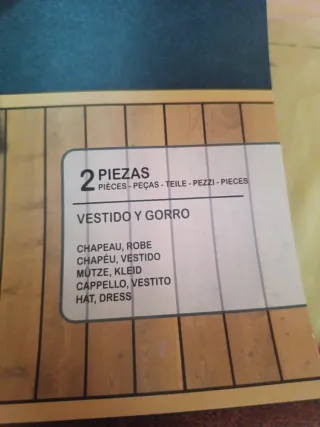 2 PIEZAS
PIÈCES - PEÇAS - TEILE - PEZZI - PIECES
VESTIDO Y GORRO
CHAPEAU, ROBE
CHAPÉU, VESTIDO
MÜTZE, KLEID
CAPPELLO, VESTITO
HAT, DRESS